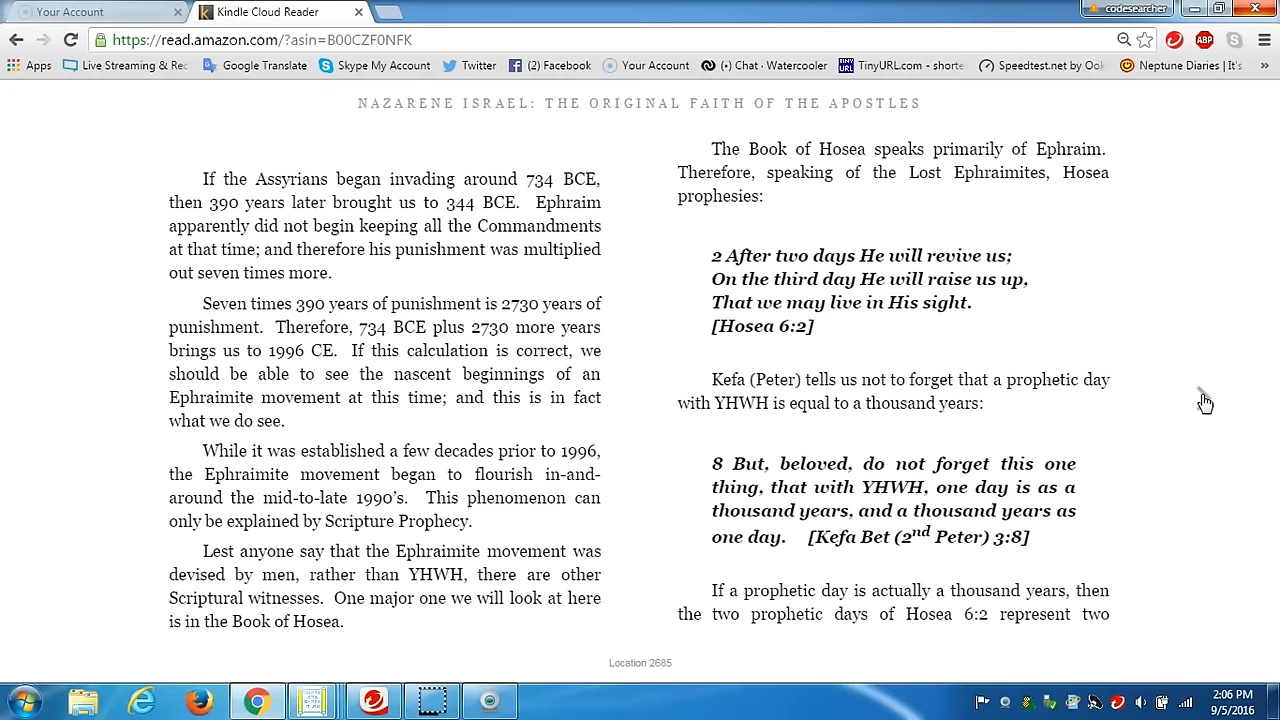 Your Account
Kindle Cloud Reader
codesearcher
https://read.amazon.com/?asin=B00CZF0NFK
ABP
Apps
Live Streaming & Rec
Google Translate
Skype My Account
Twitter
(2) Facebook
Your Account
(•) Chat · Watercooler
TinyURL.com - shorte
Speedtest.net by Ook
Neptune Diaries | It's
NAZARENE ISRAEL: THE ORIGINAL FAITH OF THE APOSTLES
If the Assyrians began invading around 734 BCE,
then 390 years later brought us to 344 BCE. Ephraim
apparently did not begin keeping all the Commandments
at that time; and therefore his punishment was multiplied
out seven times more.
Seven times 390 years of punishment is 2730 years of
punishment. Therefore, 734 BCE plus 2730 more years
brings us to 1996 CE. If this calculation is correct, we
should be able to see the nascent beginnings of an
Ephraimite movement at this time; and this is in fact
what we do see.
While it was established a few decades prior to 1996,
the Ephraimite movement began to flourish in-and-
around the mid-to-late 1990's. This phenomenon can
only be explained by Scripture Prophecy.
Lest anyone say that the Ephraimite movement was
devised by men, rather than YHWH, there are other
Scriptural witnesses. One major one we will look at here
is in the Book of Hosea.
The Book of Hosea speaks primarily of Ephraim.
Therefore, speaking of the Lost Ephraimites, Hosea
prophesies:
2 After two days He will revive us;
On the third day He will raise us up,
That we may live in His sight.
[Hosea 6:2]
Kefa (Peter) tells us not to forget that a prophetic day
with YHWH is equal to a thousand years:
8 But, beloved, do not forget this one
thing, that with YHWH, one day is as a
thousand years, and a thousand years as
one day. [Kefa Bet (2nd Peter) 3:8]
If a prophetic day is actually a thousand years, then
the two prophetic days of Hosea 6:2 represent two
Location 2685
2:06 PM
9/5/2016